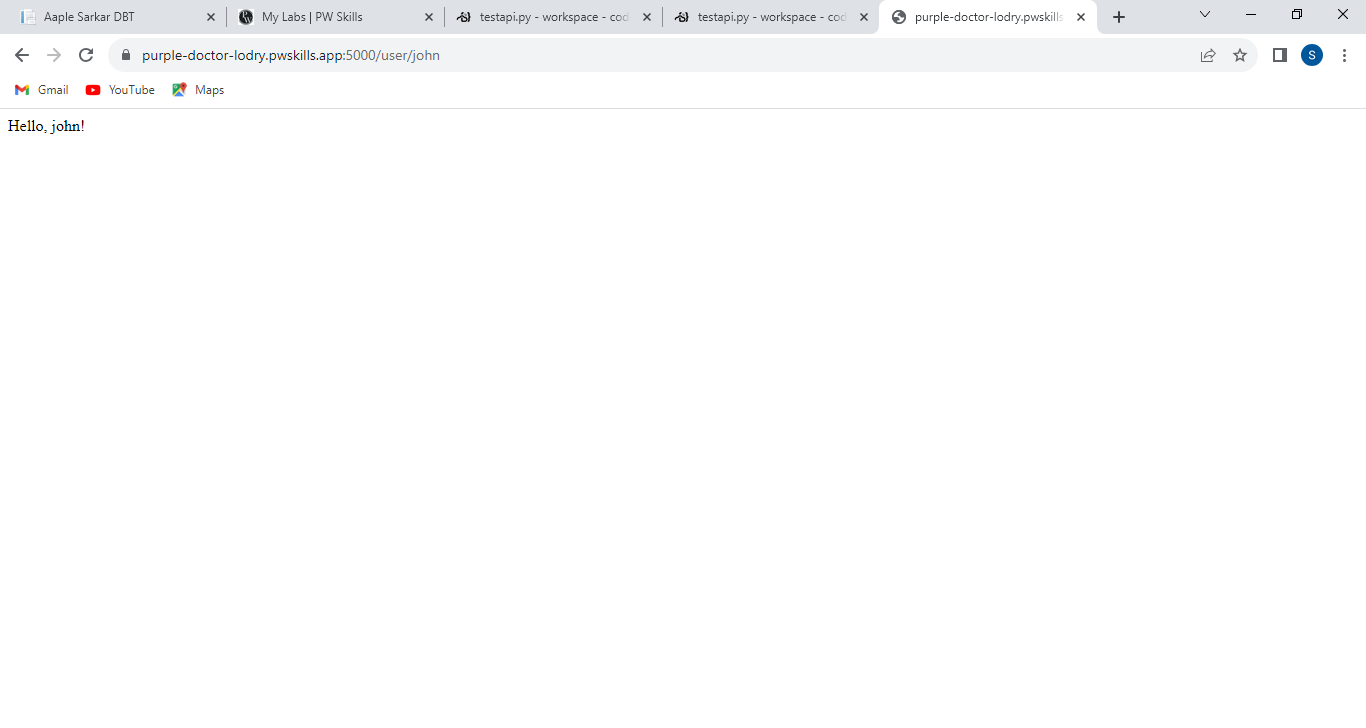 Aaple Sarkar DBT
My Labs | PW Skills
testapi.py - workspace - cod
testapi.py - workspace - cod
purple-doctor-lodry.pwskills
purple-doctor-lodry.pwskills.app:5000/user/john
S
Gmail
YouTube
Maps
Hello, john!